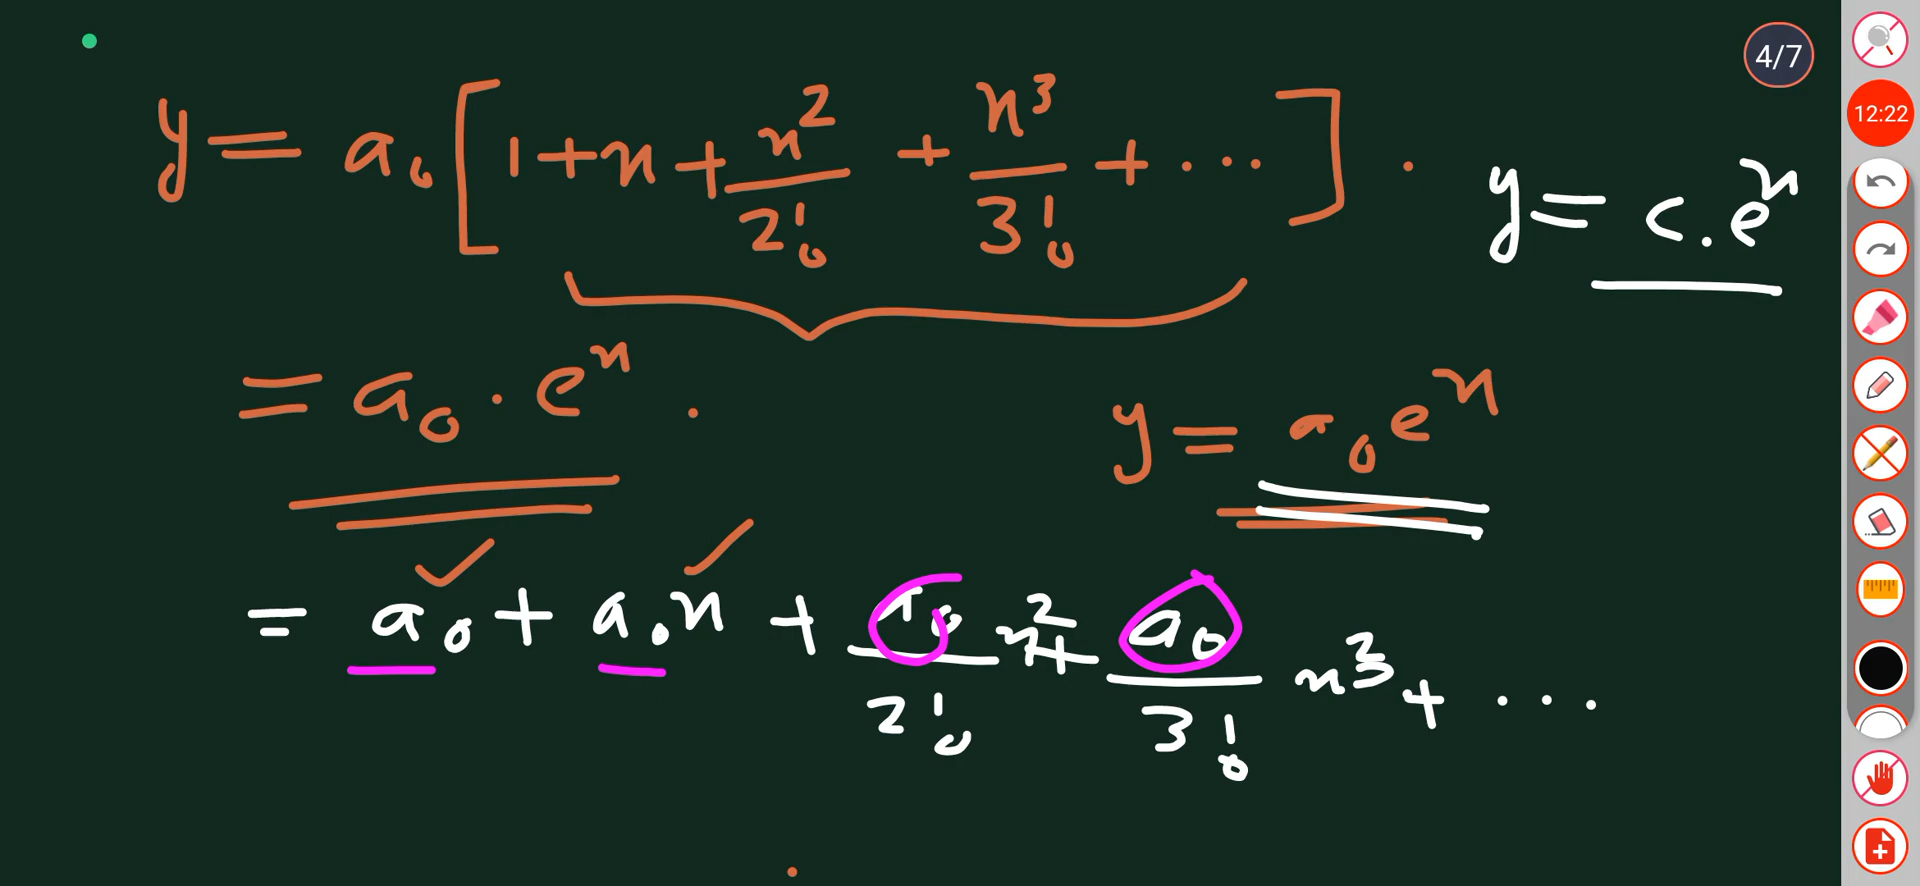 4/7
12:22
y = a₀ [ 1 + x + x²/2! + x³/3! + .... ] .
y = c . eˣ
= a₀ . eˣ .
y = a₀eˣ
= a₀ + a₀x + a₀/2! x² + a₀/3! x³ + ...